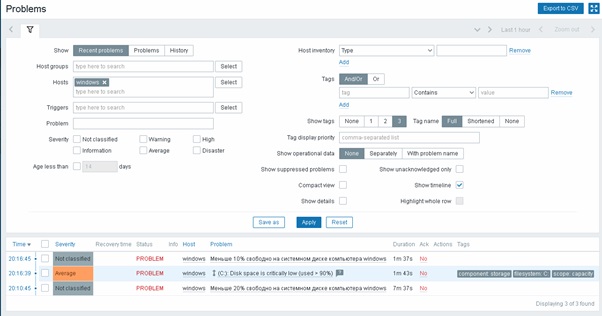 Problems
Export to CSV
Last 1 hour
Zoom out
Show Recent problems Problems History
Host groups type here to search Select
Hosts windows Select
type here to search
Triggers type here to search Select
Problem
Severity Not classified Warning High
Information Average Disaster
Age less than 14 days
Host inventory Type Remove
Add
Tags And/Or Or
tag Contains value Remove
Add
Show tags None 1 2 3 Tag name Full Shortened None
Tag display priority comma-separated list
Show operational data None Separately With problem name
Show suppressed problems Show unacknowledged only
Compact view Show timeline
Show details Highlight whole row
Save as Apply Reset
Time Severity Recovery time Status Info Host Problem Duration Ack Actions Tags
20:16:45 Not classified PROBLEM windows Меньше 10% свободно на системном диске компьютера windows 1m 37s No
20:16:39 Average PROBLEM windows (C:): Disk space is critically low (used > 90%) 1m 43s No component: storage filesystem: C: scope: capacity
20:10:45 Not classified PROBLEM windows Меньше 20% свободно на системном диске компьютера windows 7m 37s No
Displaying 3 of 3 found